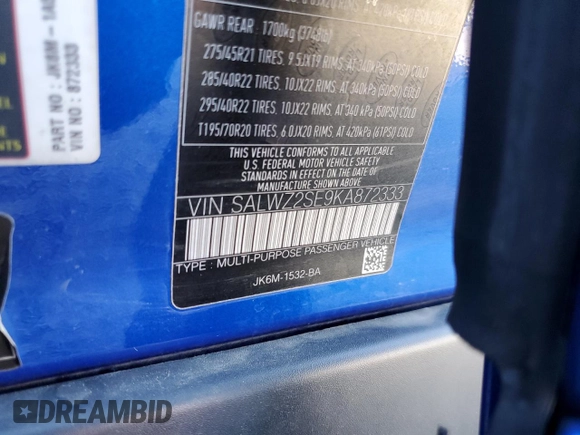 GAWR REAR : 1700kg
275/45R21 TIRES, 9.5JX19 RIMS, AT 340kPa (50PSI) COLD
285/40R22 TIRES, 10JX22 RIMS, AT 340kPa (50PSI) COLD
295/40R22 TIRES, 10JX22 RIMS, AT 340 kPa (50PSI) COLD
T195/70R20 TIRES, 6.0JX20 RIMS, AT 420kPa (61PSI) COLD
THIS VEHICLE CONFORMS TO ALL APPLICABLE
U.S. FEDERAL MOTOR VEHICLE SAFETY
STANDARDS IN EFFECT ON THE DATE OF
MANUFACTURE SHOWN ABOVE.
VIN SALWZ2SE9KA872333
TYPE : MULTI-PURPOSE PASSENGER VEHICLE
JK6M-1532-BA
PART NO :
VIN NO : 872333
DREAMBID